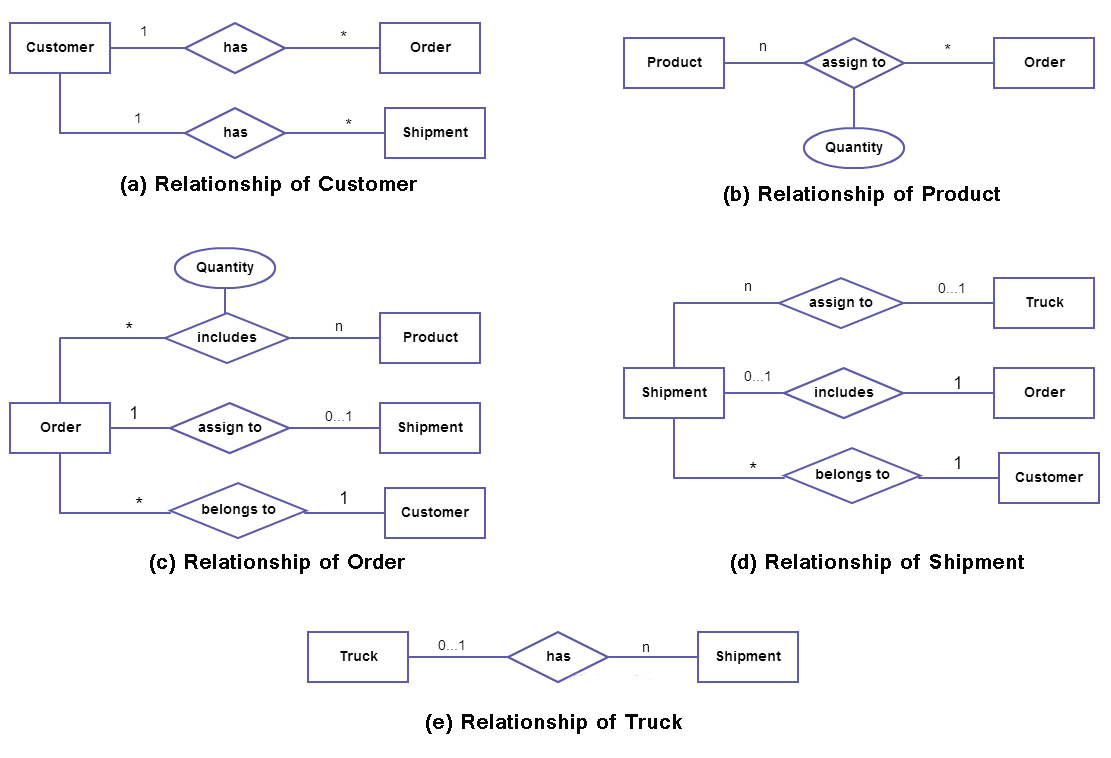 1
*
Customer
has
Order
1
*
has
Shipment
(a) Relationship of Customer
n
*
Product
assign to
Order
Quantity
(b) Relationship of Product
Quantity
*
n
includes
Product
1
0...1
Order
assign to
Shipment
*
1
belongs to
Customer
(c) Relationship of Order
n
0...1
assign to
Truck
0...1
1
Shipment
includes
Order
*
1
belongs to
Customer
(d) Relationship of Shipment
0...1
n
Truck
has
Shipment
(e) Relationship of Truck